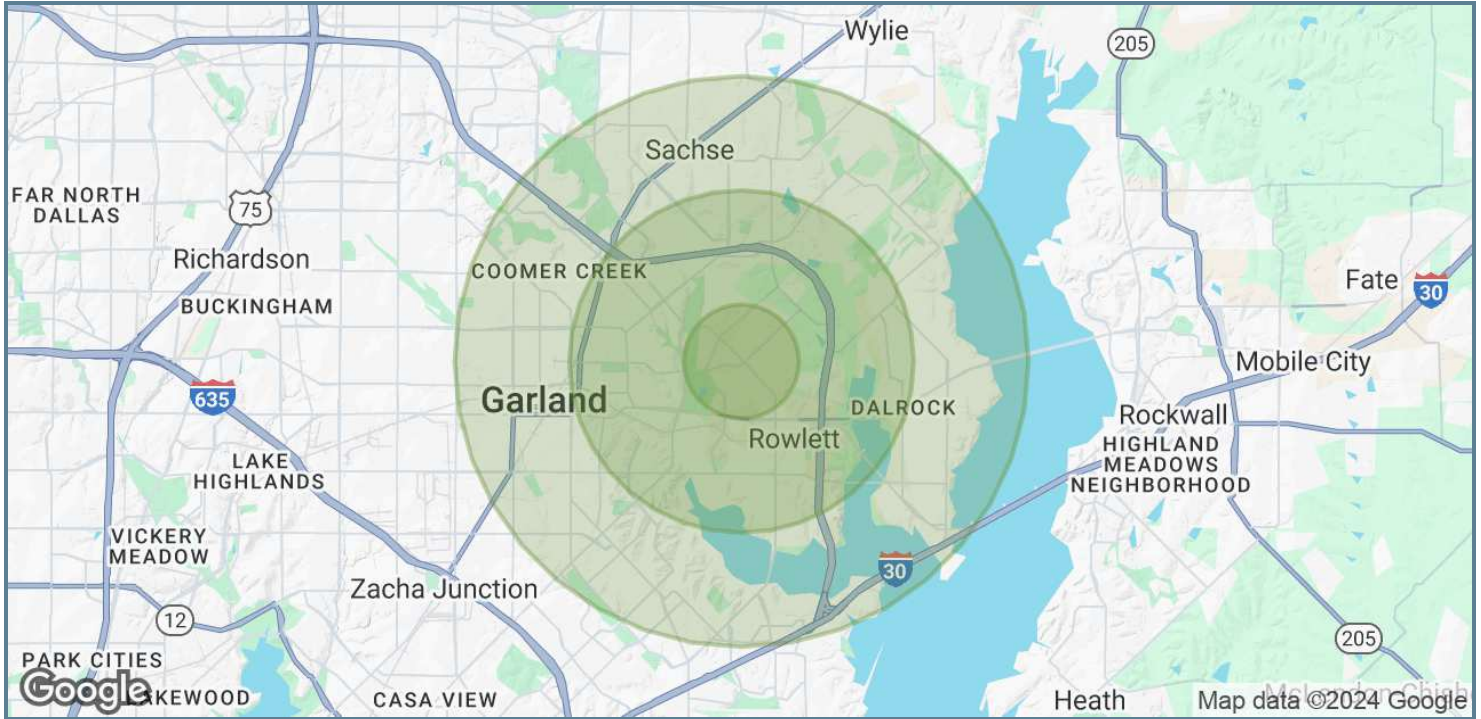 Wylie
205
Sachse
FAR NORTH
DALLAS
75
Richardson
COOMER CREEK
Fate
30
BUCKINGHAM
Mobile City
635
Garland
DALROCK
Rockwall
Rowlett
HIGHLAND
MEADOWS
NEIGHBORHOOD
LAKE
HIGHLANDS
VICKERY
MEADOW
30
Zacha Junction
12
205
PARK CITIES
Google
LAKEWOOD
CASA VIEW
Heath
Map data ©2024 Google